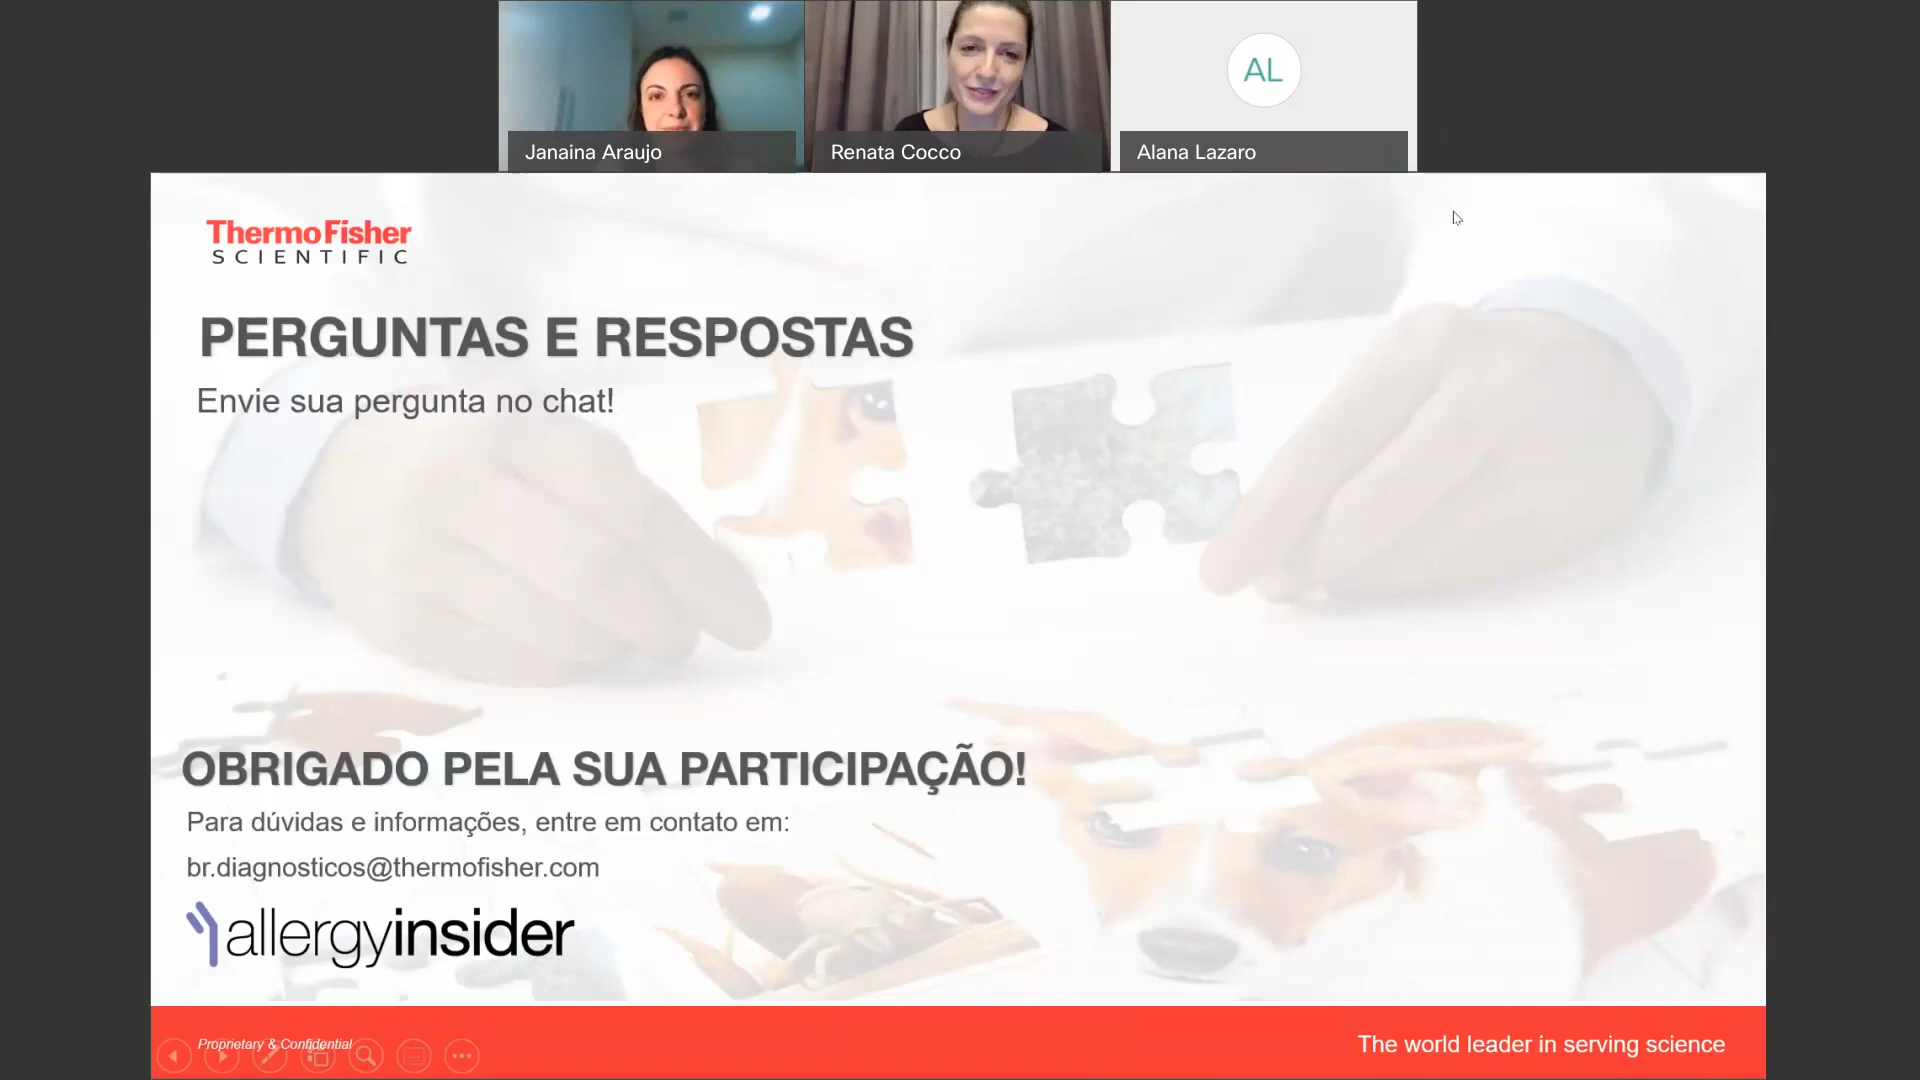 AL
Janaina Araujo
Renata Cocco
Alana Lazaro
ThermoFisher
SCIENTIFIC
PERGUNTAS E RESPOSTAS
Envie sua pergunta no chat!
OBRIGADO PELA SUA PARTICIPAÇÃO!
Para dúvidas e informações, entre em contato em:
br.diagnosticos@thermofisher.com
allergyinsider
Proprietary & Confidential
The world leader in serving science